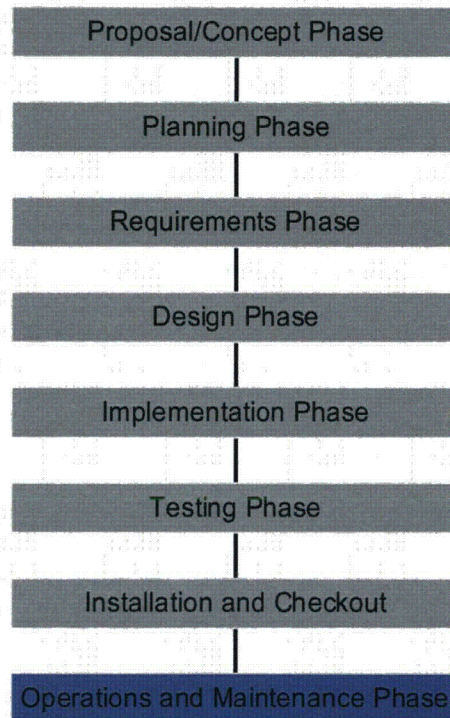 Proposal/Concept Phase
Planning Phase
Requirements Phase
Design Phase
Implementation Phase
Testing Phase
Installation and Checkout
Operations and Maintenance Phase